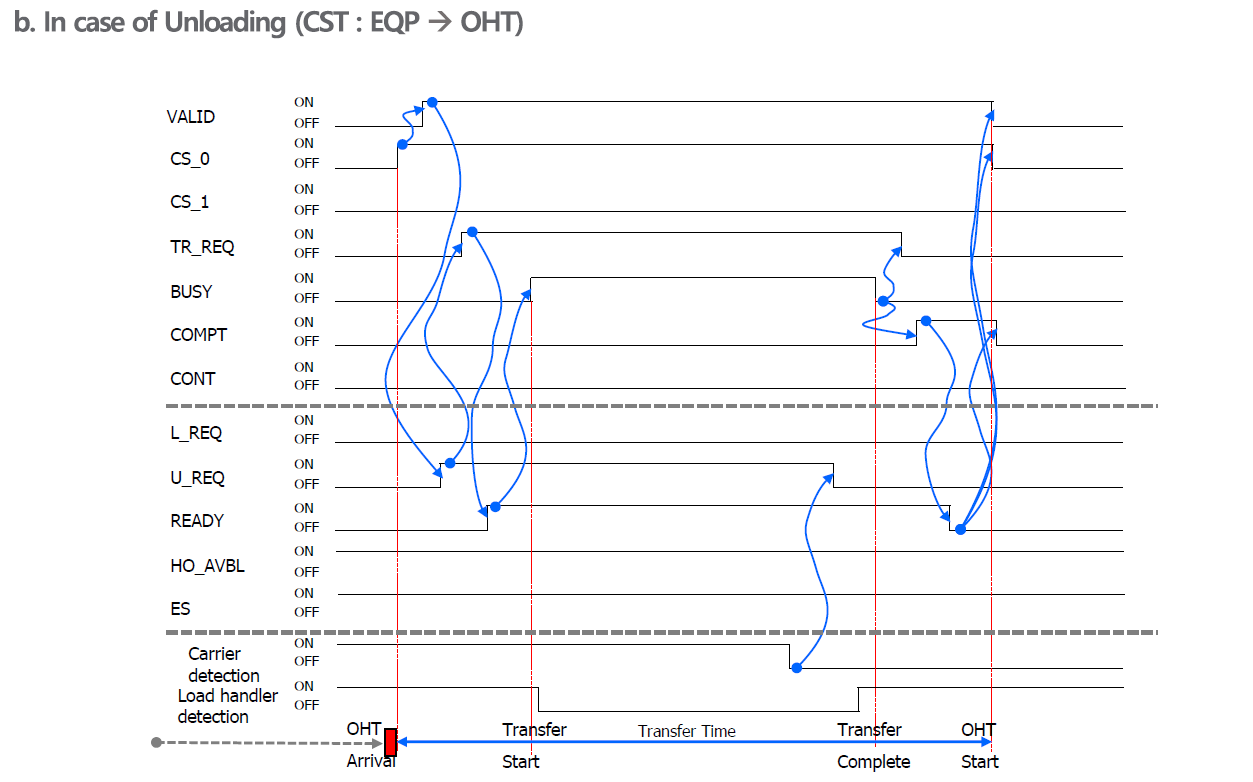 b. In case of Unloading (CST : EQP → OHT)
VALID ON
OFF
CS_0 ON
OFF
CS_1 ON
OFF
TR_REQ ON
OFF
BUSY ON
OFF
COMPT ON
OFF
CONT ON
OFF
L_REQ ON
OFF
U_REQ ON
OFF
READY ON
OFF
HO_AVBL ON
OFF
ES ON
OFF
Carrier ON
detection OFF
Load handler ON
detection OFF
OHT Transfer Transfer Time Transfer OHT
Arrival Start Complete Start